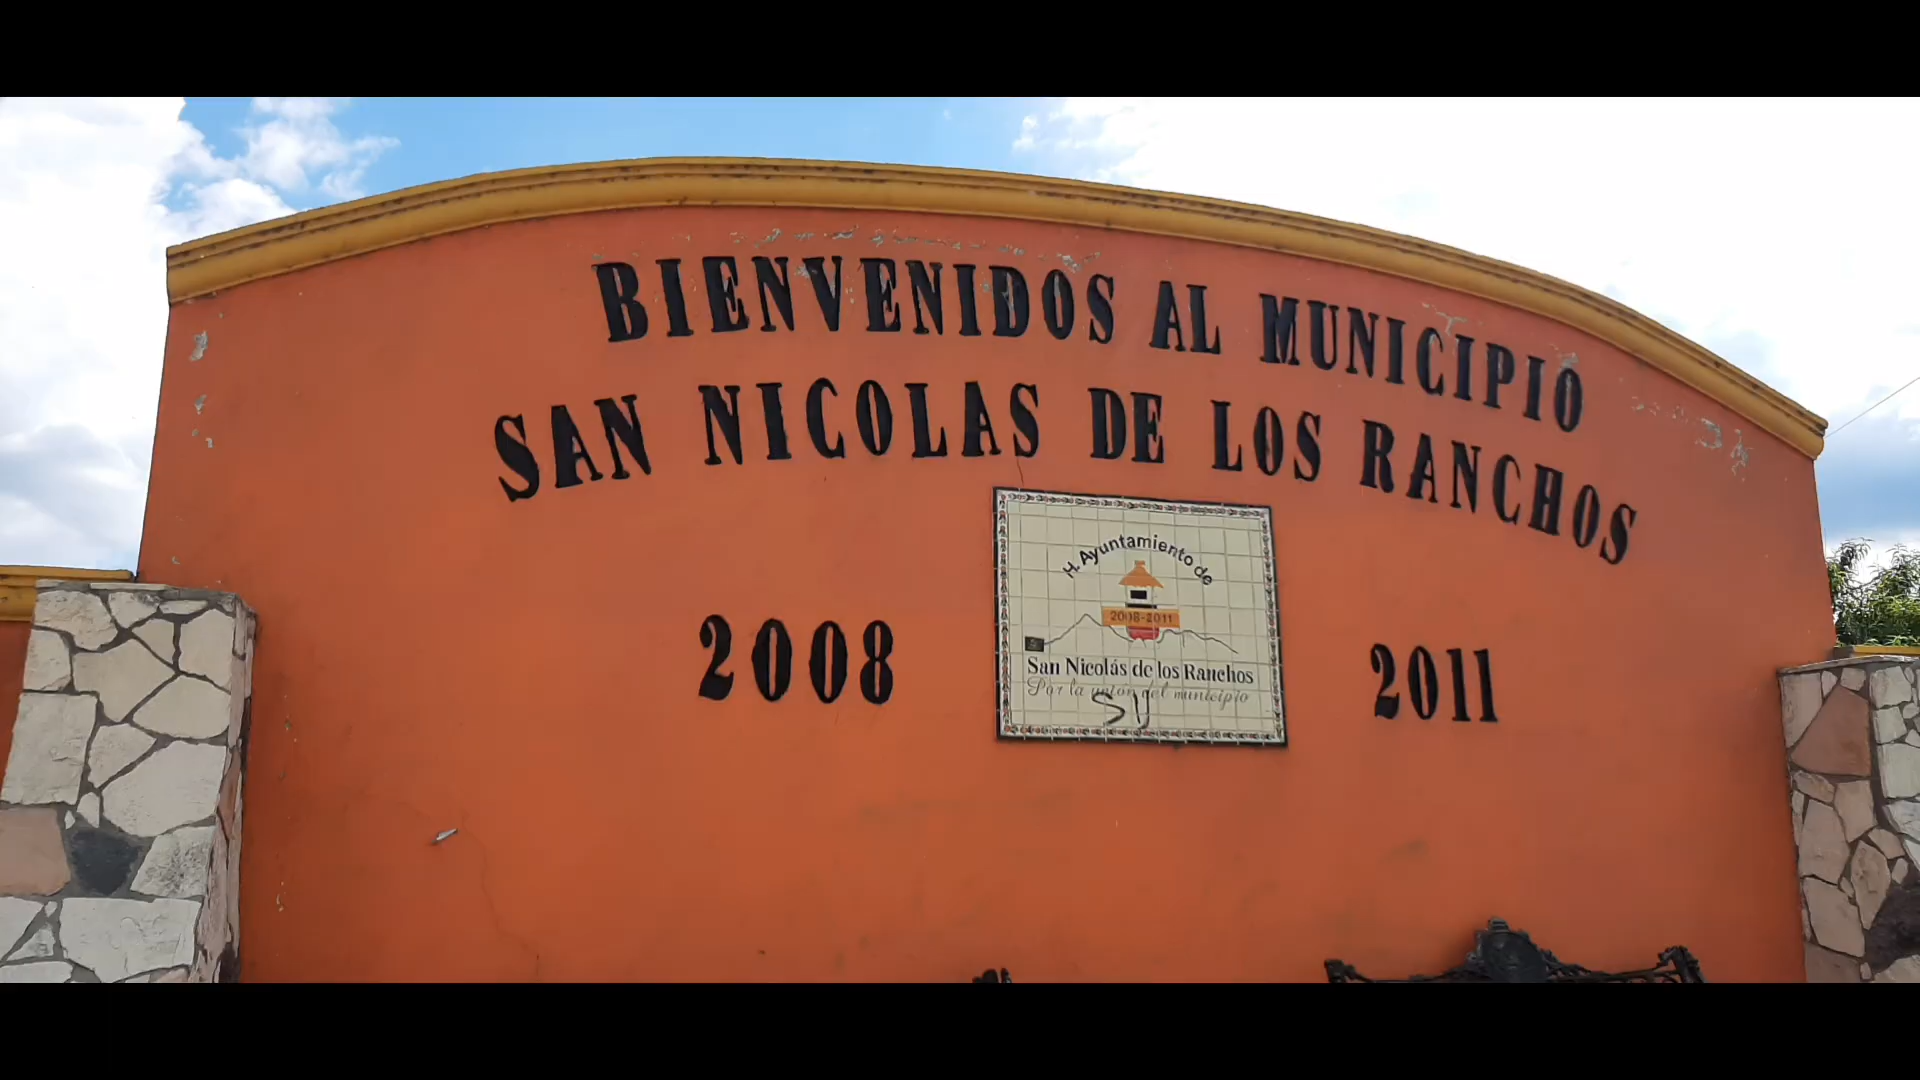 BIENVENIDOS AL MUNICIPIO
SAN NICOLAS DE LOS RANCHOS
2008
H. Ayuntamiento de
2008-2011
San Nicolás de los Ranchos
Por la unión del municipio
SU
2011